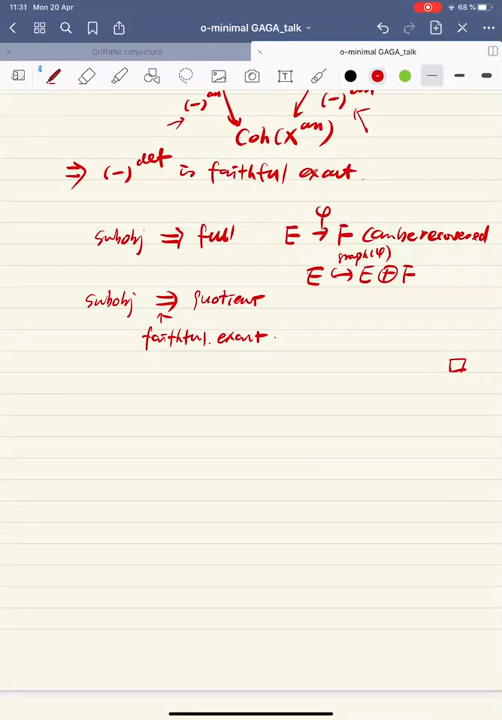 11:31 Mon 20 Apr
68 %
o-minimal GAGA_talk
Griffiths conjecture
o-minimal GAGA_talk
→ (-)^an
(-)^an
Coh(X^an)
⇒ (-)^def is faithful exact.
subobj ⇒ full E →^φ F can be recovered
graph(φ)
E ↪ E ⊕ F
subobj ⇒ quotient
↑
faithful. exact.
□